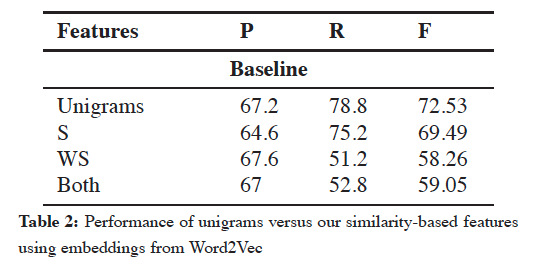 Features P R F
Baseline
Unigrams 67.2 78.8 72.53
S 64.6 75.2 69.49
WS 67.6 51.2 58.26
Both 67 52.8 59.05
Table 2: Performance of unigrams versus our similarity-based features
using embeddings from Word2Vec